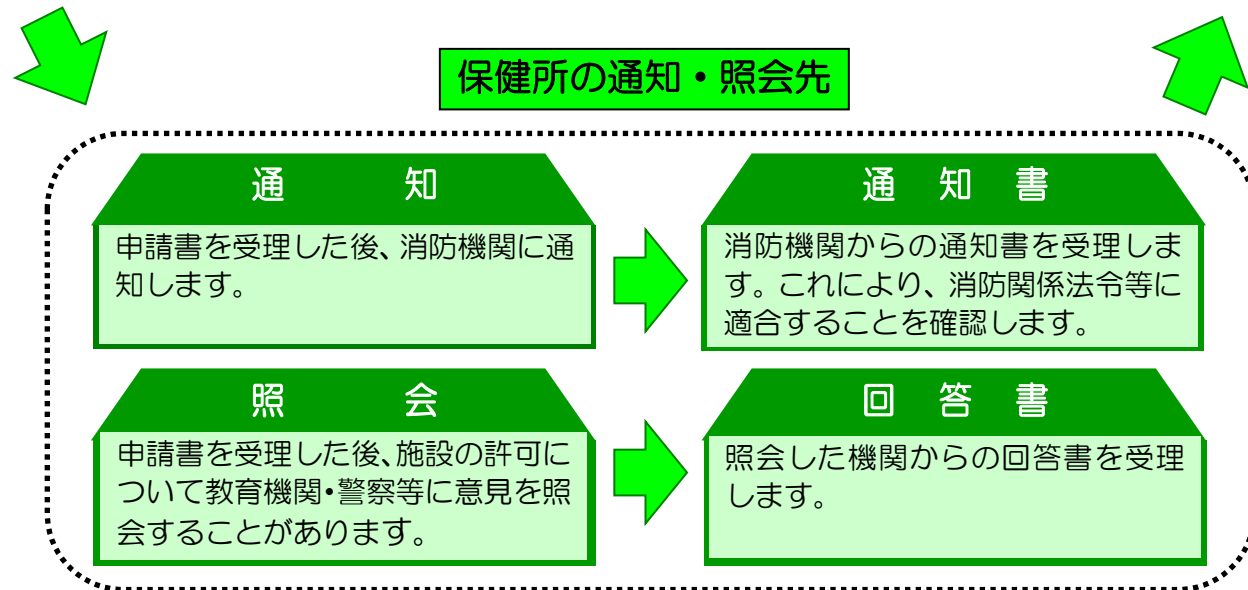 保健所の通知・照会先
通知
申請書を受理した後、消防機関に通
知します。
通知書
消防機関からの通知書を受理しま
す。これにより、消防関係法令等に
適合することを確認します。
照会
申請書を受理した後、施設の許可に
ついて教育機関・警察等に意見を照
会することがあります。
回答書
照会した機関からの回答書を受理
します。